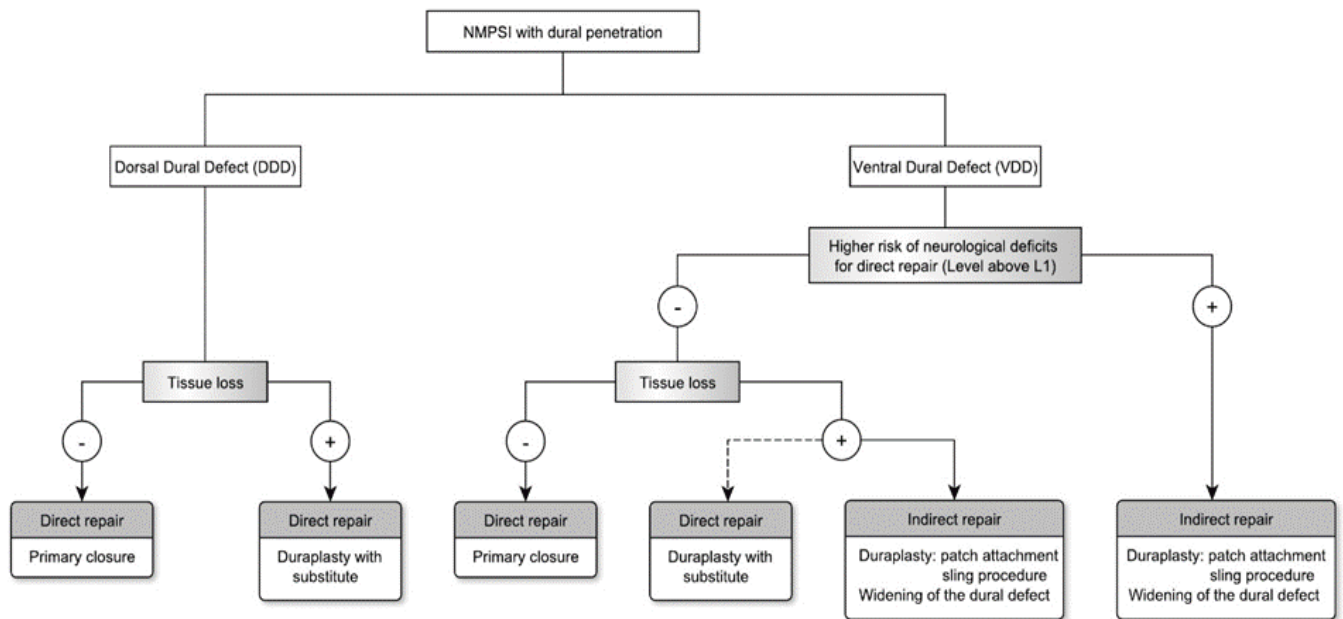 NMPSI with dural penetration
Dorsal Dural Defect (DDD)
Ventral Dural Defect (VDD)
Higher risk of neurological deficits
for direct repair (Level above L1)
-
+
Tissue loss
Tissue loss
-
+
-
+
Direct repair
Primary closure
Direct repair
Duraplasty with
substitute
Direct repair
Primary closure
Direct repair
Duraplasty with
substitute
Indirect repair
Duraplasty: patch attachment
sling procedure
Widening of the dural defect
Indirect repair
Duraplasty: patch attachment
sling procedure
Widening of the dural defect